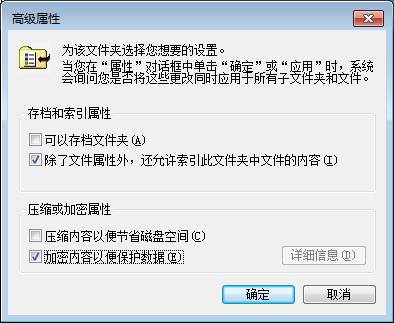 高级属性
为该文件夹选择您想要的设置。
当您在“属性”对话框中单击“确定”或“应用”时，系统
会询问您是否将这些更改同时应用于所有子文件夹和文件。
存档和索引属性
可以存档文件夹(A)
除了文件属性外，还允许索引此文件夹中文件的内容(I)
压缩或加密属性
压缩内容以便节省磁盘空间(C)
加密内容以便保护数据(E)
详细信息(D)
确定
取消